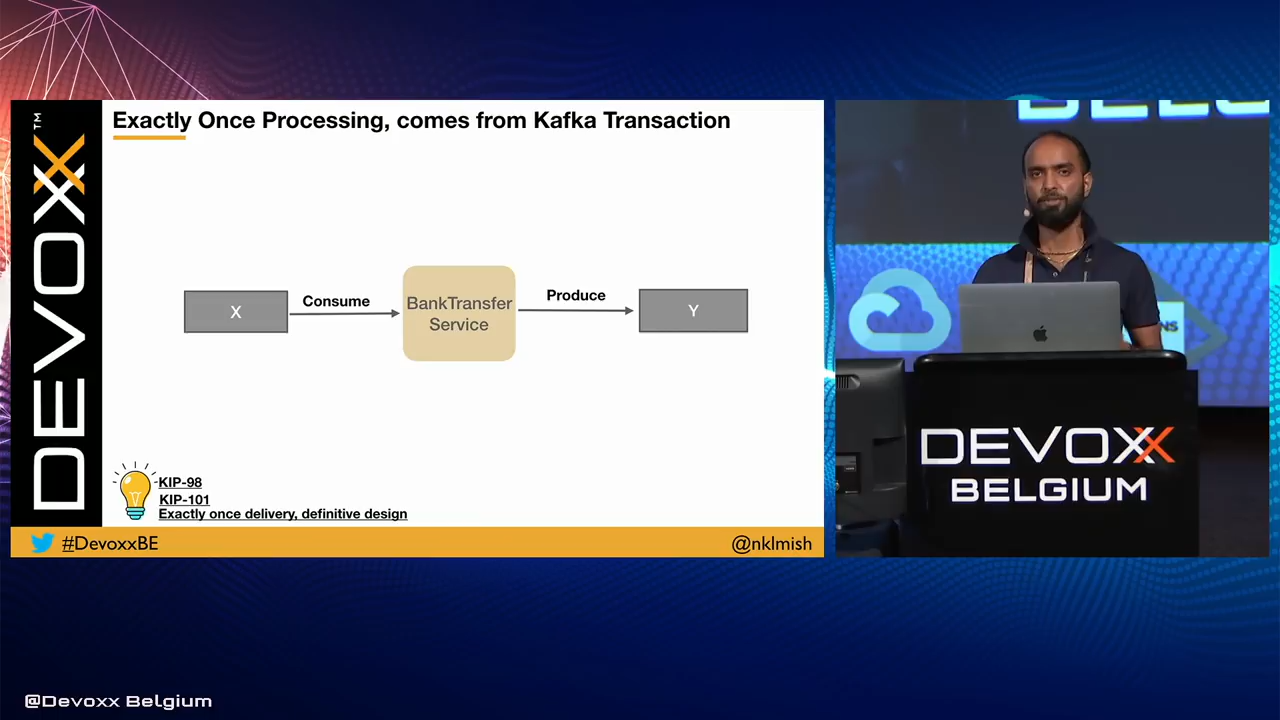 Exactly Once Processing, comes from Kafka Transaction
DEVOXX™
X
Consume
BankTransfer
Service
Produce
Y
KIP-98
KIP-101
Exactly once delivery, definitive design
#DevoxxBE
@nklmish
DEVOXX
BELGIUM
@Devoxx Belgium